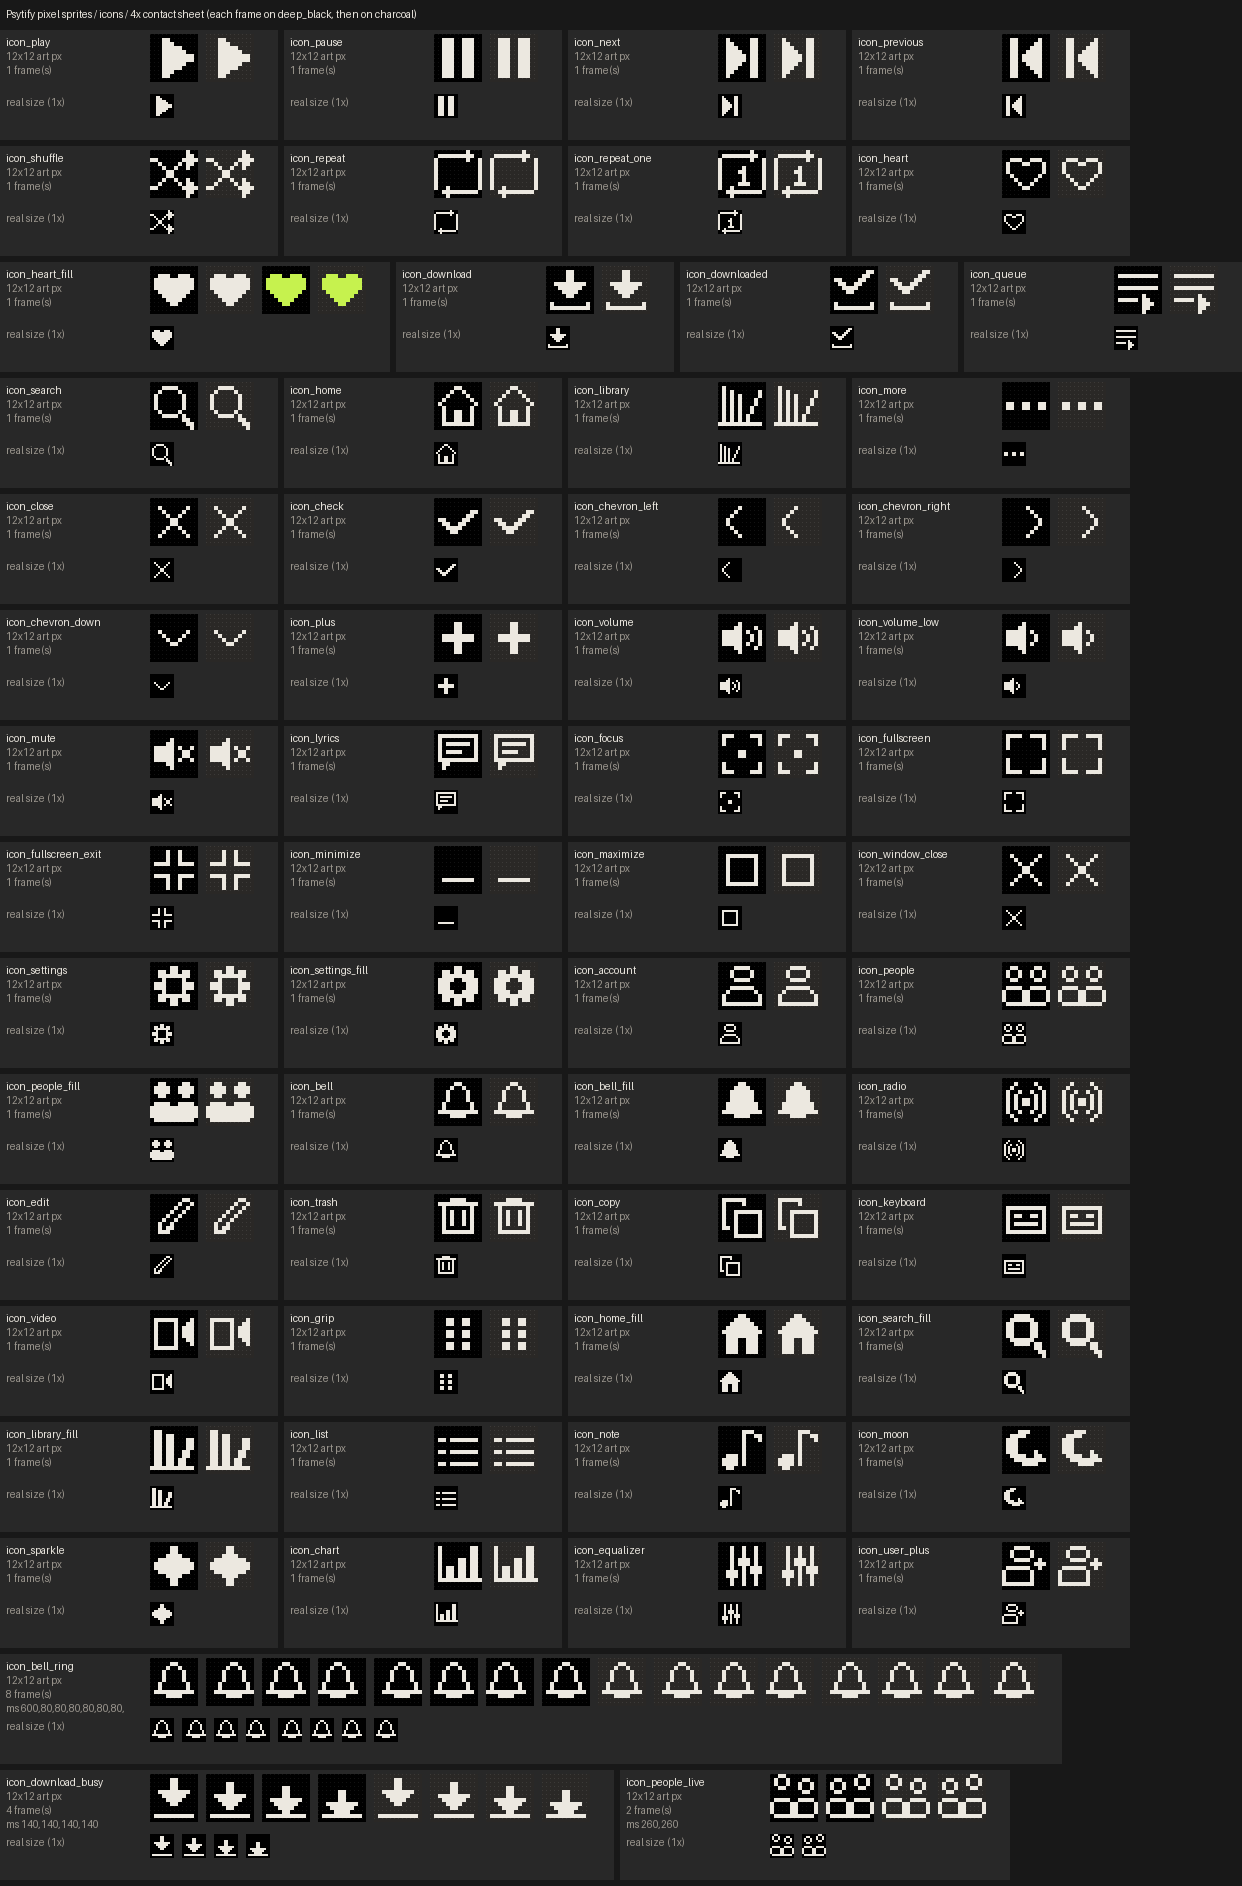 Psytify pixel sprites / icons / 4x contact sheet (each frame on deep_black, then on charcoal)
icon_play
12x12 art px
1 frame(s)
real size (1x)
icon_pause
12x12 art px
1 frame(s)
real size (1x)
icon_next
12x12 art px
1 frame(s)
real size (1x)
icon_previous
12x12 art px
1 frame(s)
real size (1x)
icon_shuffle
12x12 art px
1 frame(s)
real size (1x)
icon_repeat
12x12 art px
1 frame(s)
real size (1x)
icon_repeat_one
12x12 art px
1 frame(s)
real size (1x)
icon_heart
12x12 art px
1 frame(s)
real size (1x)
icon_heart_fill
12x12 art px
1 frame(s)
real size (1x)
icon_download
12x12 art px
1 frame(s)
real size (1x)
icon_downloaded
12x12 art px
1 frame(s)
real size (1x)
icon_queue
12x12 art px
1 frame(s)
real size (1x)
icon_search
12x12 art px
1 frame(s)
real size (1x)
icon_home
12x12 art px
1 frame(s)
real size (1x)
icon_library
12x12 art px
1 frame(s)
real size (1x)
icon_more
12x12 art px
1 frame(s)
real size (1x)
icon_close
12x12 art px
1 frame(s)
real size (1x)
icon_check
12x12 art px
1 frame(s)
real size (1x)
icon_chevron_left
12x12 art px
1 frame(s)
real size (1x)
icon_chevron_right
12x12 art px
1 frame(s)
real size (1x)
icon_chevron_down
12x12 art px
1 frame(s)
real size (1x)
icon_plus
12x12 art px
1 frame(s)
real size (1x)
icon_volume
12x12 art px
1 frame(s)
real size (1x)
icon_volume_low
12x12 art px
1 frame(s)
real size (1x)
icon_mute
12x12 art px
1 frame(s)
real size (1x)
icon_lyrics
12x12 art px
1 frame(s)
real size (1x)
icon_focus
12x12 art px
1 frame(s)
real size (1x)
icon_fullscreen
12x12 art px
1 frame(s)
real size (1x)
icon_fullscreen_exit
12x12 art px
1 frame(s)
real size (1x)
icon_minimize
12x12 art px
1 frame(s)
real size (1x)
icon_maximize
12x12 art px
1 frame(s)
real size (1x)
icon_window_close
12x12 art px
1 frame(s)
real size (1x)
icon_settings
12x12 art px
1 frame(s)
real size (1x)
icon_settings_fill
12x12 art px
1 frame(s)
real size (1x)
icon_account
12x12 art px
1 frame(s)
real size (1x)
icon_people
12x12 art px
1 frame(s)
real size (1x)
icon_people_fill
12x12 art px
1 frame(s)
real size (1x)
icon_bell
12x12 art px
1 frame(s)
real size (1x)
icon_bell_fill
12x12 art px
1 frame(s)
real size (1x)
icon_radio
12x12 art px
1 frame(s)
real size (1x)
icon_edit
12x12 art px
1 frame(s)
real size (1x)
icon_trash
12x12 art px
1 frame(s)
real size (1x)
icon_copy
12x12 art px
1 frame(s)
real size (1x)
icon_keyboard
12x12 art px
1 frame(s)
real size (1x)
icon_video
12x12 art px
1 frame(s)
real size (1x)
icon_grip
12x12 art px
1 frame(s)
real size (1x)
icon_home_fill
12x12 art px
1 frame(s)
real size (1x)
icon_search_fill
12x12 art px
1 frame(s)
real size (1x)
icon_library_fill
12x12 art px
1 frame(s)
real size (1x)
icon_list
12x12 art px
1 frame(s)
real size (1x)
icon_note
12x12 art px
1 frame(s)
real size (1x)
icon_moon
12x12 art px
1 frame(s)
real size (1x)
icon_sparkle
12x12 art px
1 frame(s)
real size (1x)
icon_chart
12x12 art px
1 frame(s)
real size (1x)
icon_equalizer
12x12 art px
1 frame(s)
real size (1x)
icon_user_plus
12x12 art px
1 frame(s)
real size (1x)
icon_bell_ring
12x12 art px
8 frame(s)
ms 600,80,80,80,80,80,80,
real size (1x)
icon_download_busy
12x12 art px
4 frame(s)
ms 140,140,140,140
real size (1x)
icon_people_live
12x12 art px
2 frame(s)
ms 260,260
real size (1x)